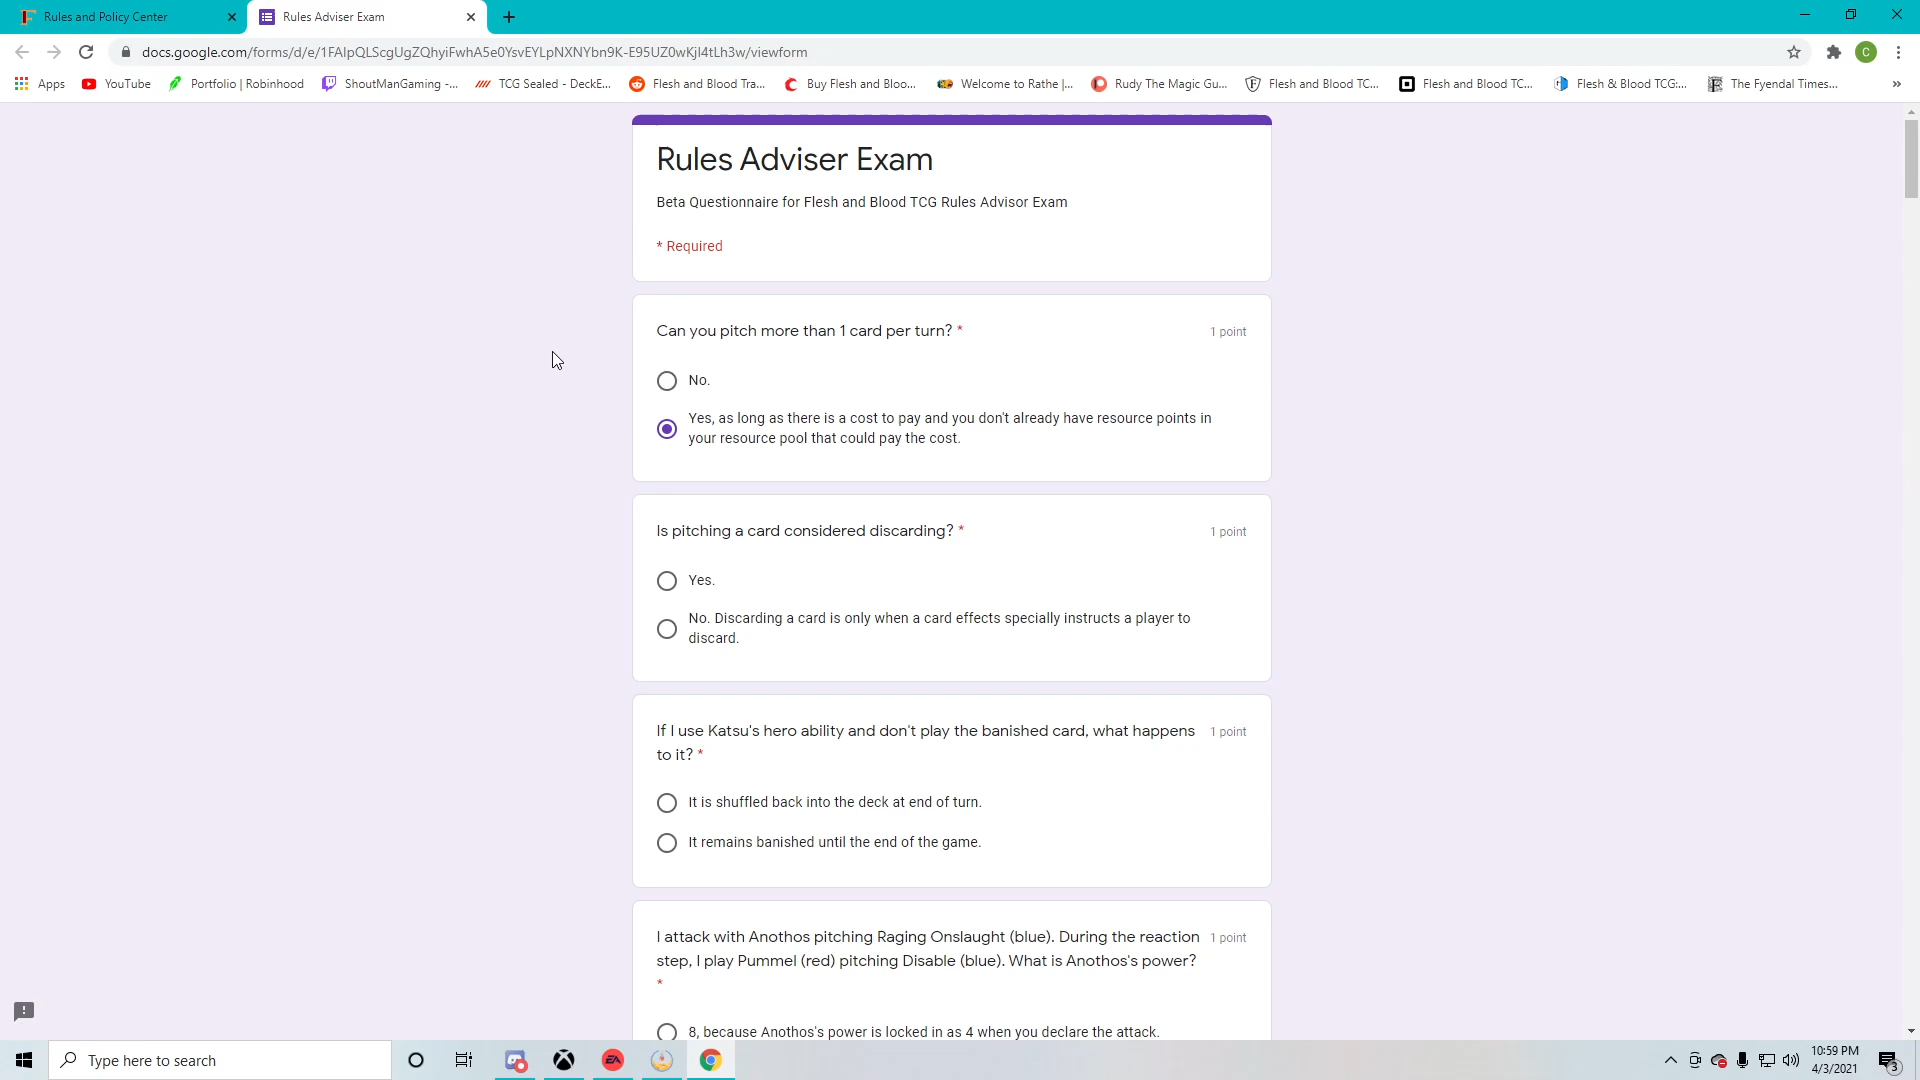 Rules and Policy Center
Rules Adviser Exam
docs.google.com/forms/d/e/1FAIpQLScgUgZQhyiFwhA5e0YsvEYLpNXNYbn9K-E95UZ0wKjI4tLh3w/viewform
C
Apps
YouTube
Portfolio | Robinhood
ShoutManGaming -...
TCG Sealed - DeckE...
Flesh and Blood Tra...
Buy Flesh and Bloo...
Welcome to Rathe |...
Rudy The Magic Gu...
Flesh and Blood TC...
Flesh and Blood TC...
Flesh & Blood TCG:...
The Fyendal Times...
»
Rules Adviser Exam
Beta Questionnaire for Flesh and Blood TCG Rules Advisor Exam
* Required
Can you pitch more than 1 card per turn? *
1 point
No.
Yes, as long as there is a cost to pay and you don't already have resource points in
your resource pool that could pay the cost.
Is pitching a card considered discarding? *
1 point
Yes.
No. Discarding a card is only when a card effects specially instructs a player to
discard.
If I use Katsu's hero ability and don't play the banished card, what happens
to it? *
1 point
It is shuffled back into the deck at end of turn.
It remains banished until the end of the game.
I attack with Anothos pitching Raging Onslaught (blue). During the reaction
step, I play Pummel (red) pitching Disable (blue). What is Anothos's power?
*
1 point
8, because Anothos's power is locked in as 4 when you declare the attack.
Type here to search
EA
10:59 PM
4/3/2021
3